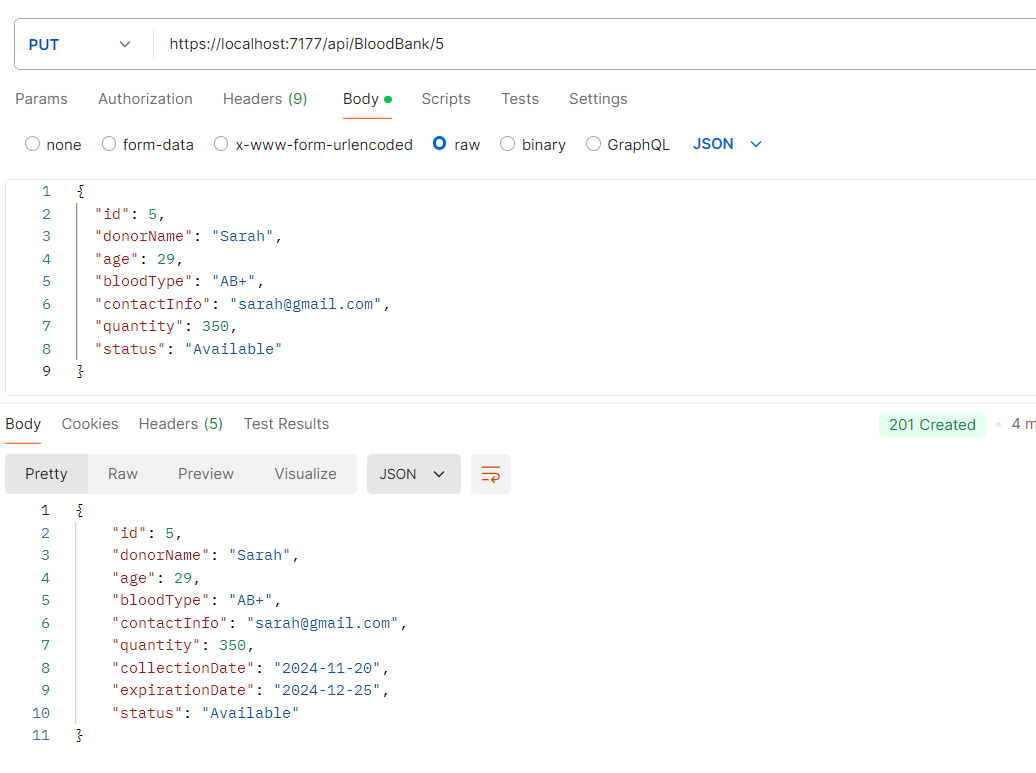 PUT https://localhost:7177/api/BloodBank/5
Params Authorization Headers (9) Body Scripts Tests Settings
none form-data x-www-form-urlencoded raw binary GraphQL JSON
1 {
2 "id": 5,
3 "donorName": "Sarah",
4 "age": 29,
5 "bloodType": "AB+",
6 "contactInfo": "sarah@gmail.com",
7 "quantity": 350,
8 "status": "Available"
9 }
Body Cookies Headers (5) Test Results 201 Created 4 m
Pretty Raw Preview Visualize JSON
1 {
2 "id": 5,
3 "donorName": "Sarah",
4 "age": 29,
5 "bloodType": "AB+",
6 "contactInfo": "sarah@gmail.com",
7 "quantity": 350,
8 "collectionDate": "2024-11-20",
9 "expirationDate": "2024-12-25",
10 "status": "Available"
11 }